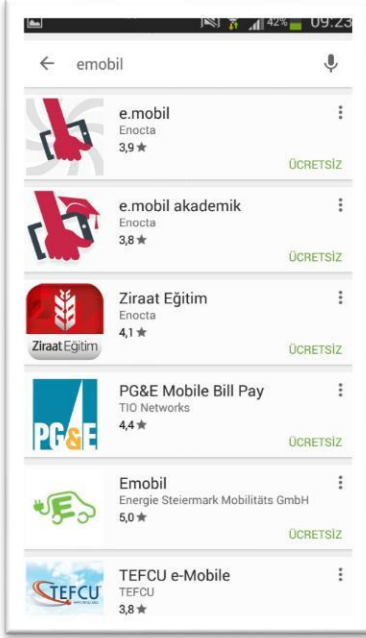 42% 09:23
emobil
e.mobil
Enocta
3,9★
ÜCRETSİZ
e.mobil akademik
Enocta
3,8★
ÜCRETSİZ
Ziraat Eğitim
Ziraat Eğitim
Enocta
4,1★
ÜCRETSİZ
PG&E
PG&E Mobile Bill Pay
TIO Networks
4,4★
ÜCRETSİZ
Emobil
Energie Steiermark Mobilitäts GmbH
5,0★
ÜCRETSİZ
TEFCU
TEFCU e-Mobile
TEFCU
3,8★